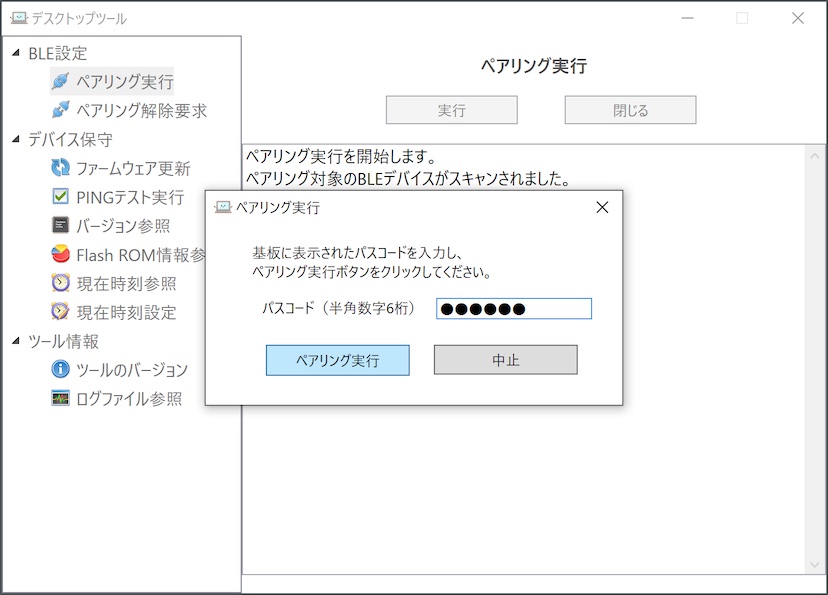 デスクトップツール
BLE設定
ペアリング実行
ペアリング解除要求
デバイス保守
ファームウェア更新
PINGテスト実行
バージョン参照
Flash ROM情報参
現在時刻参照
現在時刻設定
ツール情報
ツールのバージョン
ログファイル参照
ペアリング実行
実行
閉じる
ペアリング実行を開始します。
ペアリング対象のBLEデバイスがスキャンされました。
ペアリング実行
基板に表示されたパスコードを入力し、
ペアリング実行ボタンをクリックしてください。
パスコード（半角数字6桁）
●●●●●●
ペアリング実行
中止